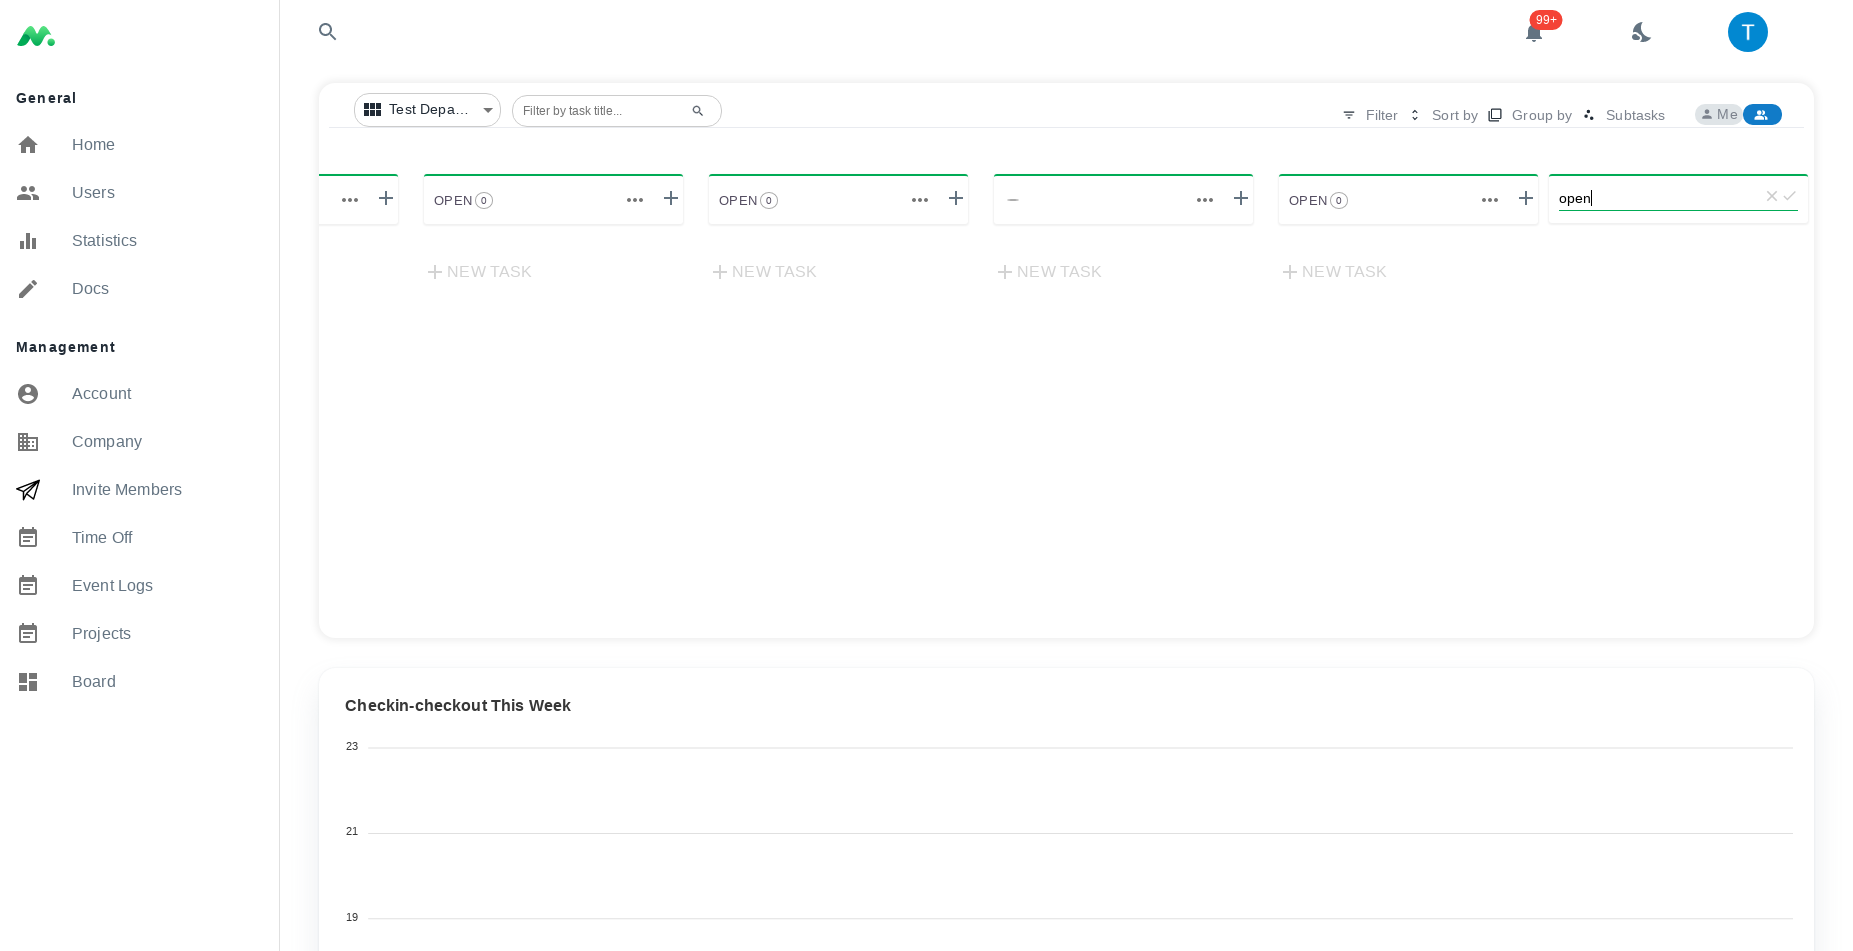 99+
T
General
Home
Users
Statistics
Docs
Management
Account
Company
Invite Members
Time Off
Event Logs
Projects
Board
Test Depa...
Filter by task title...
Filter
Sort by
Group by
Subtasks
Me
OPEN 0
OPEN 0
OPEN 0
open
NEW TASK
NEW TASK
NEW TASK
NEW TASK
Checkin-checkout This Week
23
21
19